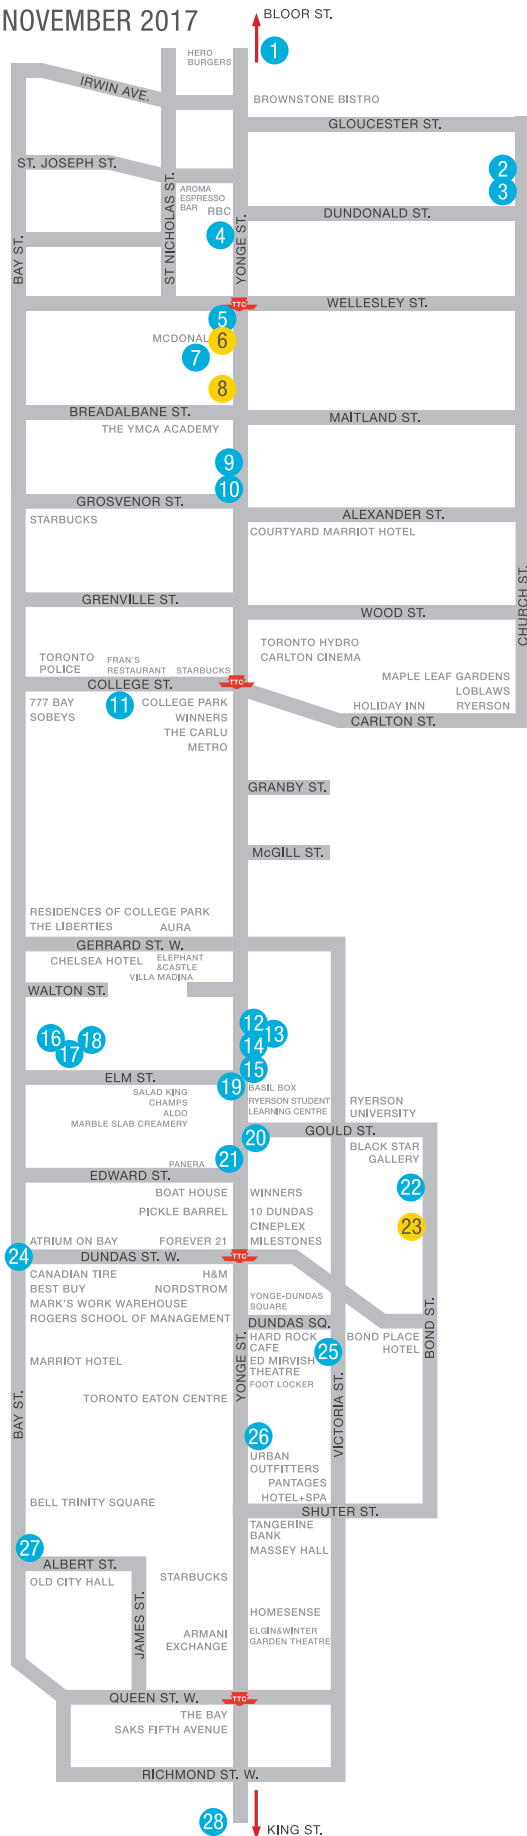 NOVEMBER 2017
BLOOR ST.
1
HERO
BURGERS
IRWIN AVE.
BROWNSTONE BISTRO
GLOUCESTER ST.
ST. JOSEPH ST.
2
3
AROMA
ESPRESSO
BAR
RBC
DUNDONALD ST.
ST NICHOLAS ST.
YONGE ST.
BAY ST.
4
TTC
WELLESLEY ST.
5
MCDONAL
6
7
8
BREADALBANE ST.
MAITLAND ST.
THE YMCA ACADEMY
9
10
GROSVENOR ST.
STARBUCKS
ALEXANDER ST.
COURTYARD MARRIOT HOTEL
CHURCH ST.
GRENVILLE ST.
WOOD ST.
TORONTO HYDRO
CARLTON CINEMA
TORONTO
POLICE
FRAN'S
RESTAURANT
STARBUCKS
COLLEGE ST.
TTC
MAPLE LEAF GARDENS
LOBLAWS
HOLIDAY INN
RYERSON
CARLTON ST.
777 BAY
SOBEYS
11
COLLEGE PARK
WINNERS
THE CARLU
METRO
GRANBY ST.
McGILL ST.
RESIDENCES OF COLLEGE PARK
THE LIBERTIES
AURA
GERRARD ST. W.
CHELSEA HOTEL
ELEPHANT
&CASTLE
VILLA MADINA
WALTON ST.
12
13
14
15
16
17
18
ELM ST.
19
BASIL BOX
RYERSON STUDENT
LEARNING CENTRE
RYERSON
UNIVERSITY
SALAD KING
CHAMPS
ALDO
MARBLE SLAB CREAMERY
GOULD ST.
20
BLACK STAR
GALLERY
21
PANERA
EDWARD ST.
22
BOAT HOUSE
WINNERS
PICKLE BARREL
10 DUNDAS
CINEPLEX
23
ATRIUM ON BAY
FOREVER 21
MILESTONES
24
DUNDAS ST. W.
TTC
CANADIAN TIRE
H&M
BEST BUY
NORDSTROM
MARK'S WORK WAREHOUSE
ROGERS SCHOOL OF MANAGEMENT
YONGE-DUNDAS
SQUARE
DUNDAS SQ.
BOND ST.
HARD ROCK
CAFE
ED MIRVISH
THEATRE
FOOT LOCKER
25
BOND PLACE
HOTEL
MARRIOT HOTEL
YONGE ST.
VICTORIA ST.
BAY ST.
TORONTO EATON CENTRE
26
URBAN
OUTFITTERS
PANTAGES
HOTEL+SPA
BELL TRINITY SQUARE
SHUTER ST.
TANGERINE
BANK
MASSEY HALL
27
ALBERT ST.
OLD CITY HALL
STARBUCKS
JAMES ST.
HOMESENSE
ARMANI
EXCHANGE
ELGIN&WINTER
GARDEN THEATRE
QUEEN ST. W.
TTC
THE BAY
SAKS FIFTH AVENUE
RICHMOND ST. W.
28
KING ST.